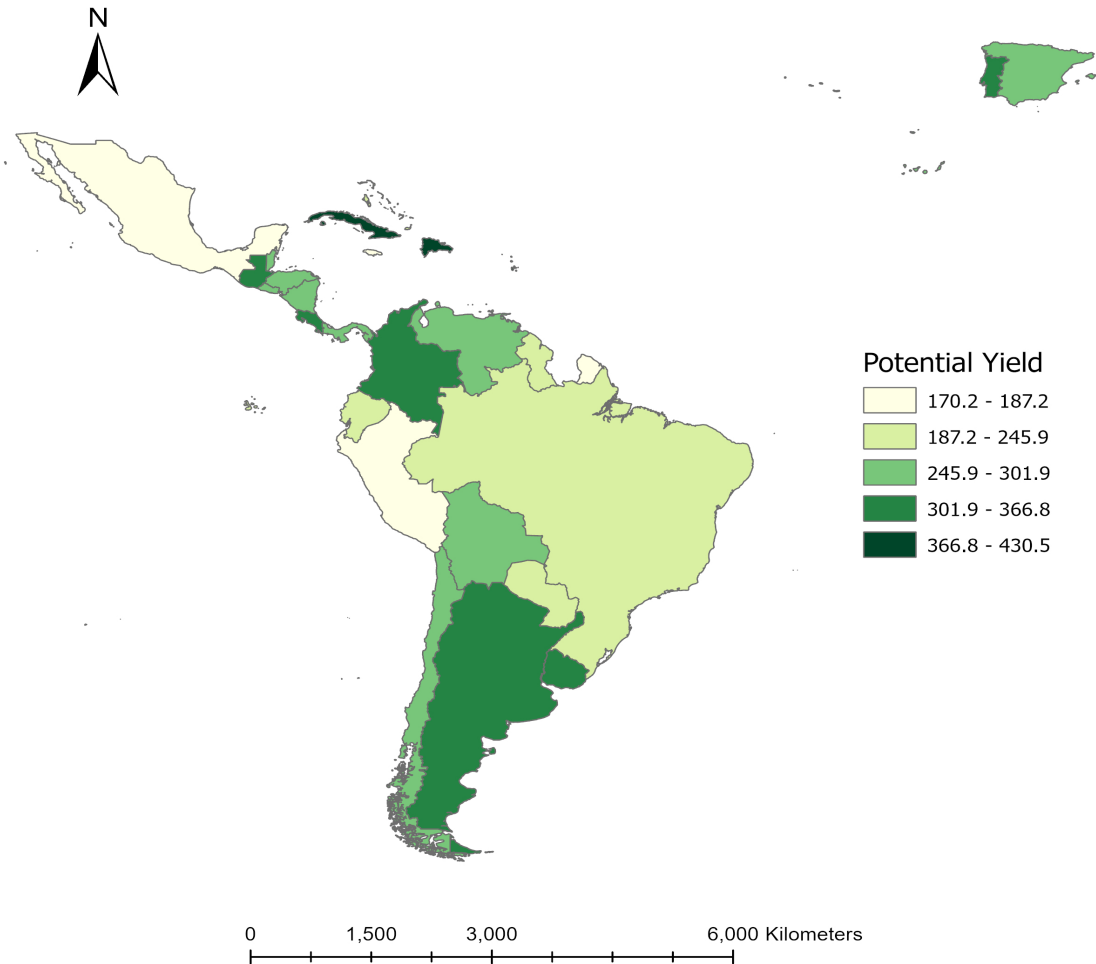 N
Potential Yield
170.2 - 187.2
187.2 - 245.9
245.9 - 301.9
301.9 - 366.8
366.8 - 430.5
0 1,500 3,000 6,000 Kilometers